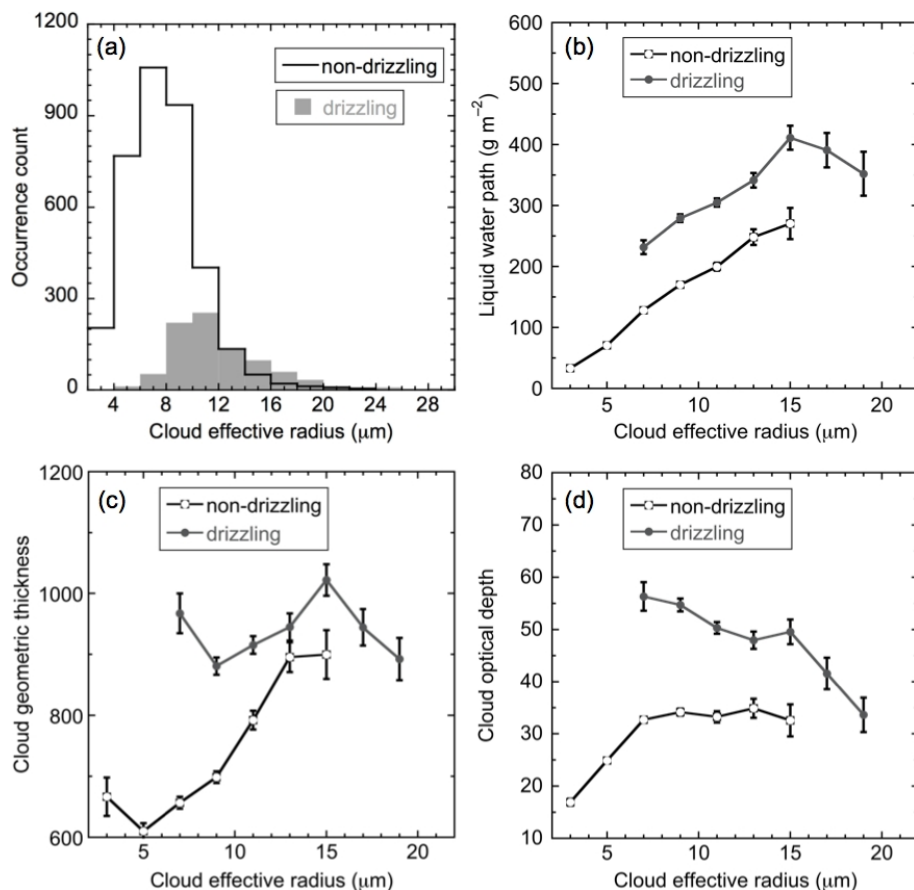 (a)
non-drizzling
drizzling
1200
900
600
300
0
Occurrence count
4 8 12 16 20 24 28
Cloud effective radius (μm)
(b)
non-drizzling
drizzling
600
500
400
300
200
100
0
Liquid water path (g m−2)
5 10 15 20
Cloud effective radius (μm)
(c)
non-drizzling
drizzling
1200
1000
800
600
Cloud geometric thickness
5 10 15 20
Cloud effective radius (μm)
(d)
non-drizzling
drizzling
80
70
60
50
40
30
20
10
Cloud optical depth
5 10 15 20
Cloud effective radius (μm)